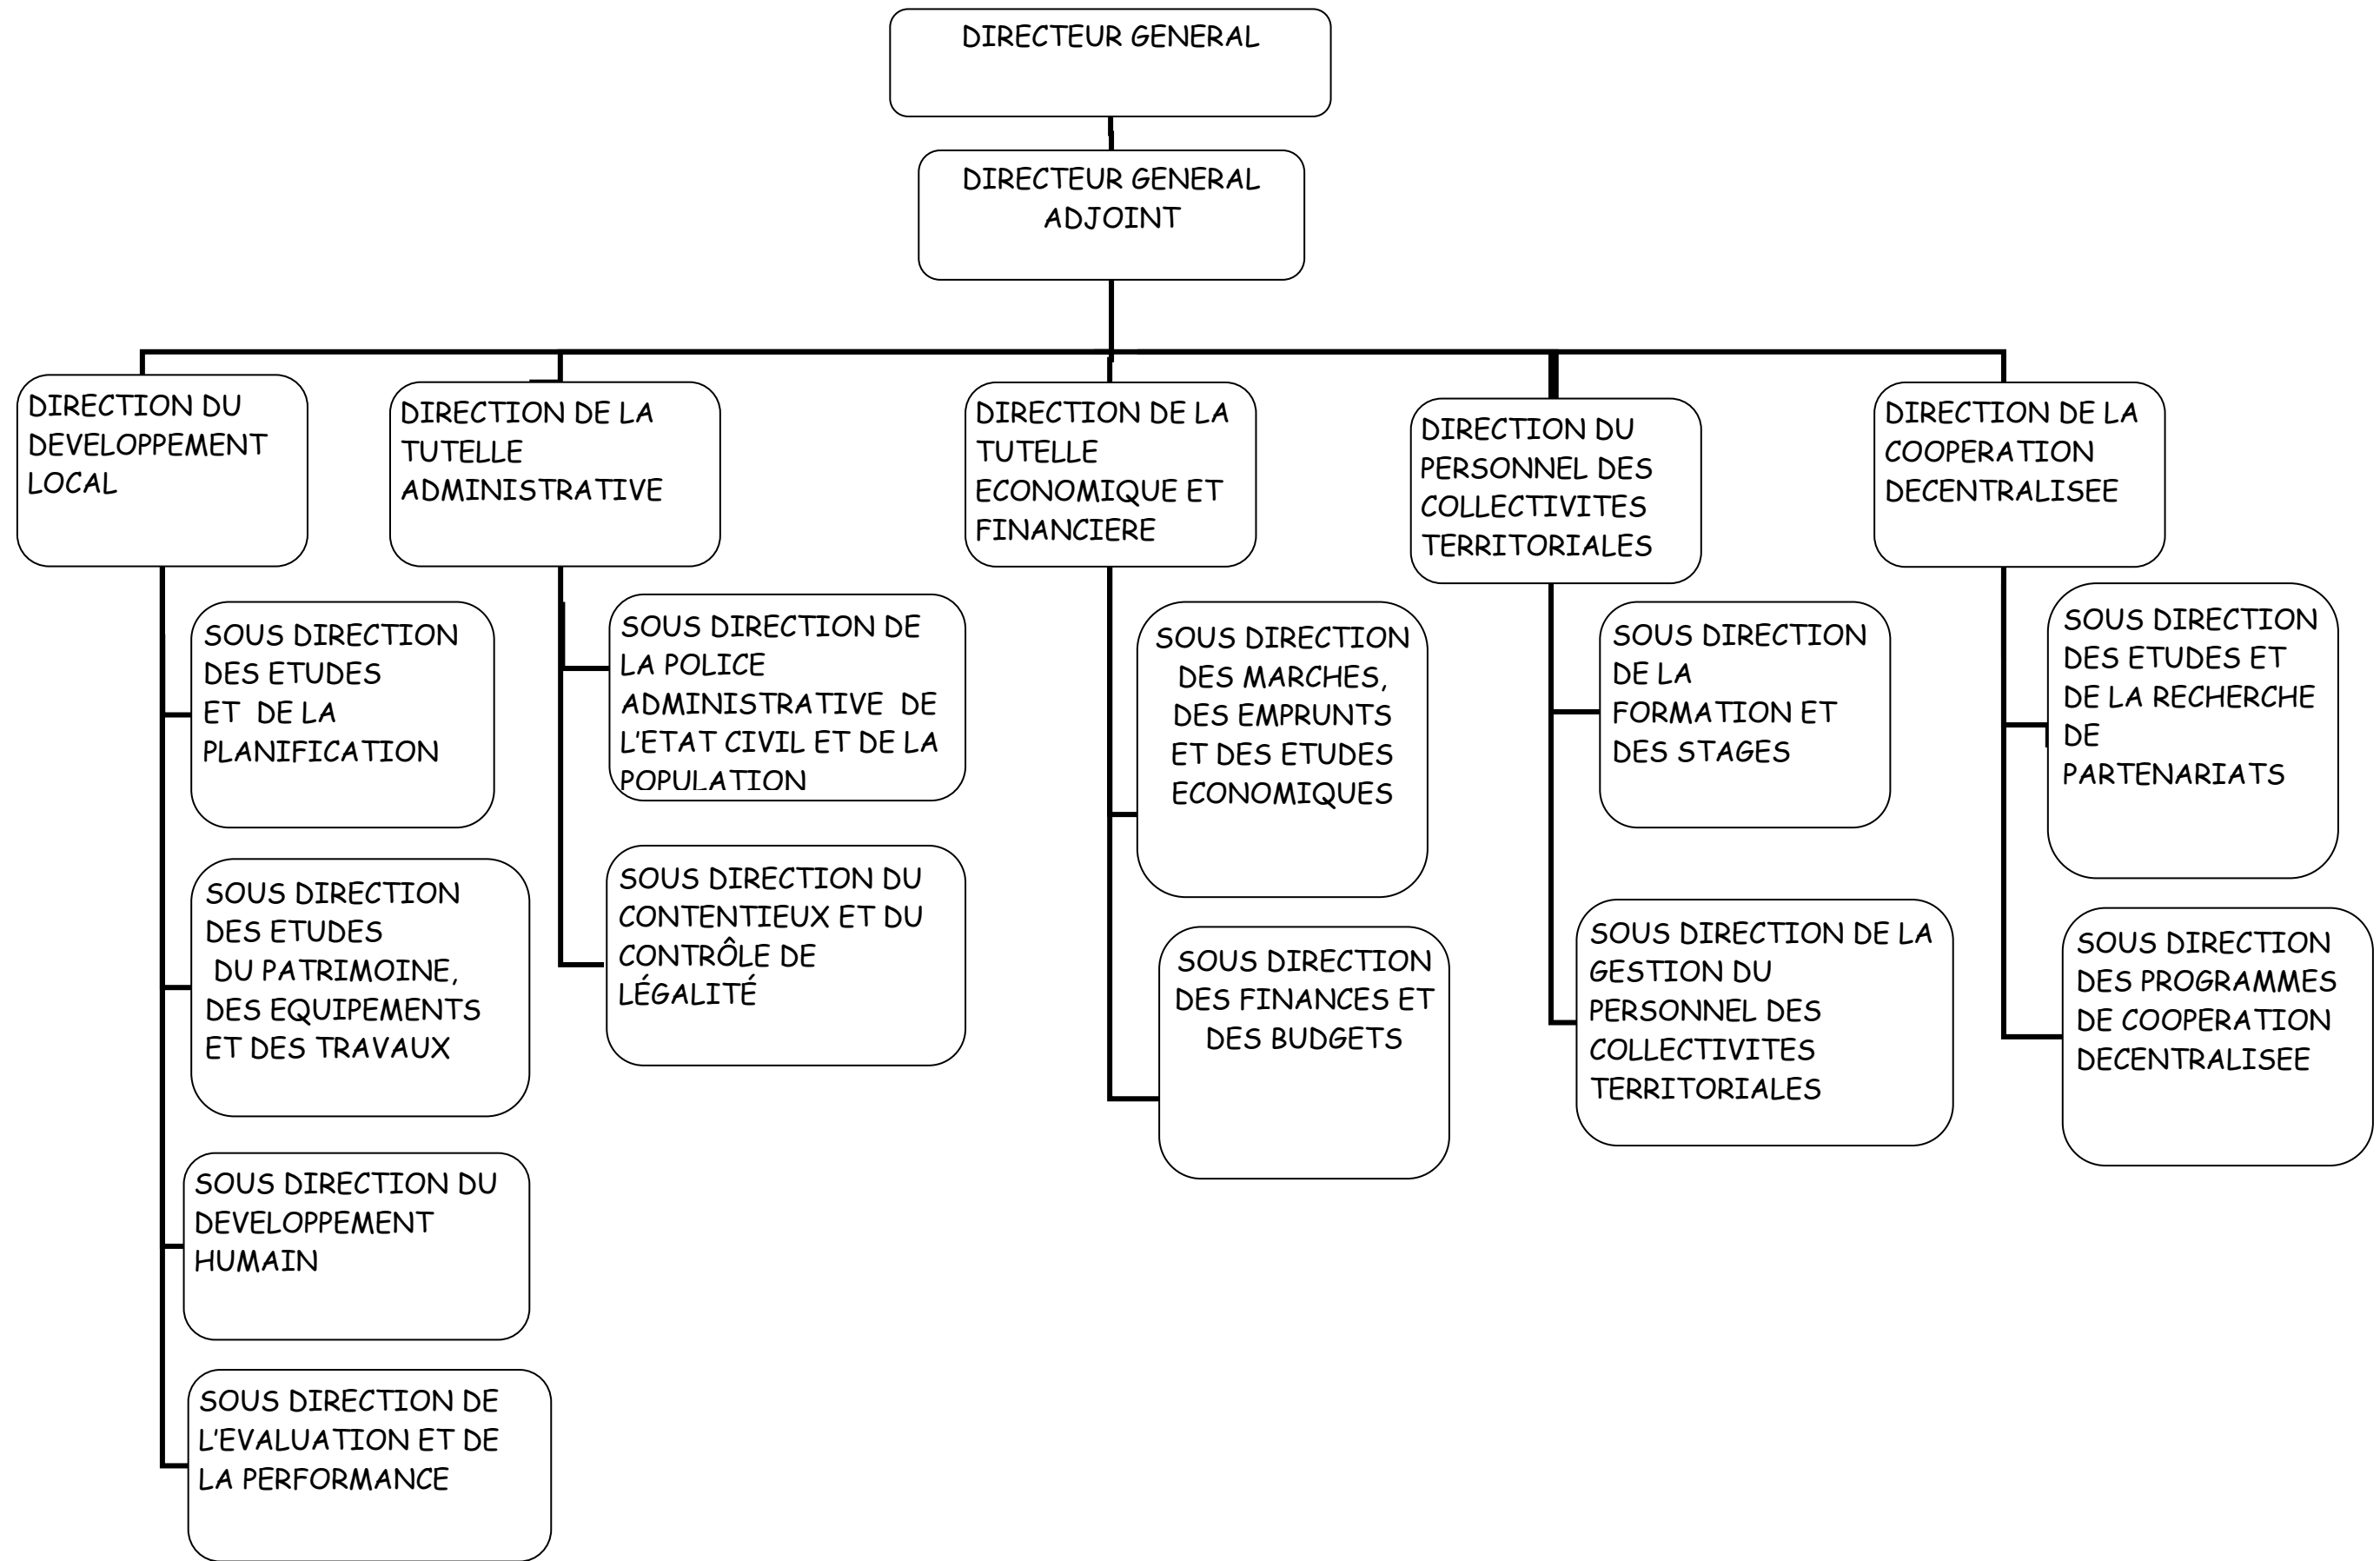 DIRECTEUR GENERAL
DIRECTEUR GENERAL
ADJOINT
DIRECTION DU
DEVELOPPEMENT
LOCAL
DIRECTION DE LA
TUTELLE
ADMINISTRATIVE
DIRECTION DE LA
TUTELLE
ECONOMIQUE ET
FINANCIERE
DIRECTION DU
PERSONNEL DES
COLLECTIVITES
TERRITORIALES
DIRECTION DE LA
COOPERATION
DECENTRALISEE
SOUS DIRECTION
DES ETUDES
ET DE LA
PLANIFICATION
SOUS DIRECTION
DES ETUDES
DU PATRIMOINE,
DES EQUIPEMENTS
ET DES TRAVAUX
SOUS DIRECTION DU
DEVELOPPEMENT
HUMAIN
SOUS DIRECTION DE
L'EVALUATION ET DE
LA PERFORMANCE
SOUS DIRECTION DE
LA POLICE
ADMINISTRATIVE DE
L'ETAT CIVIL ET DE LA
POPULATION
SOUS DIRECTION DU
CONTENTIEUX ET DU
CONTRÔLE DE
LÉGALITÉ
SOUS DIRECTION
DES MARCHES,
DES EMPRUNTS
ET DES ETUDES
ECONOMIQUES
SOUS DIRECTION
DES FINANCES ET
DES BUDGETS
SOUS DIRECTION
DE LA
FORMATION ET
DES STAGES
SOUS DIRECTION DE LA
GESTION DU
PERSONNEL DES
COLLECTIVITES
TERRITORIALES
SOUS DIRECTION
DES ETUDES ET
DE LA RECHERCHE
DE
PARTENARIATS
SOUS DIRECTION
DES PROGRAMMES
DE COOPERATION
DECENTRALISEE